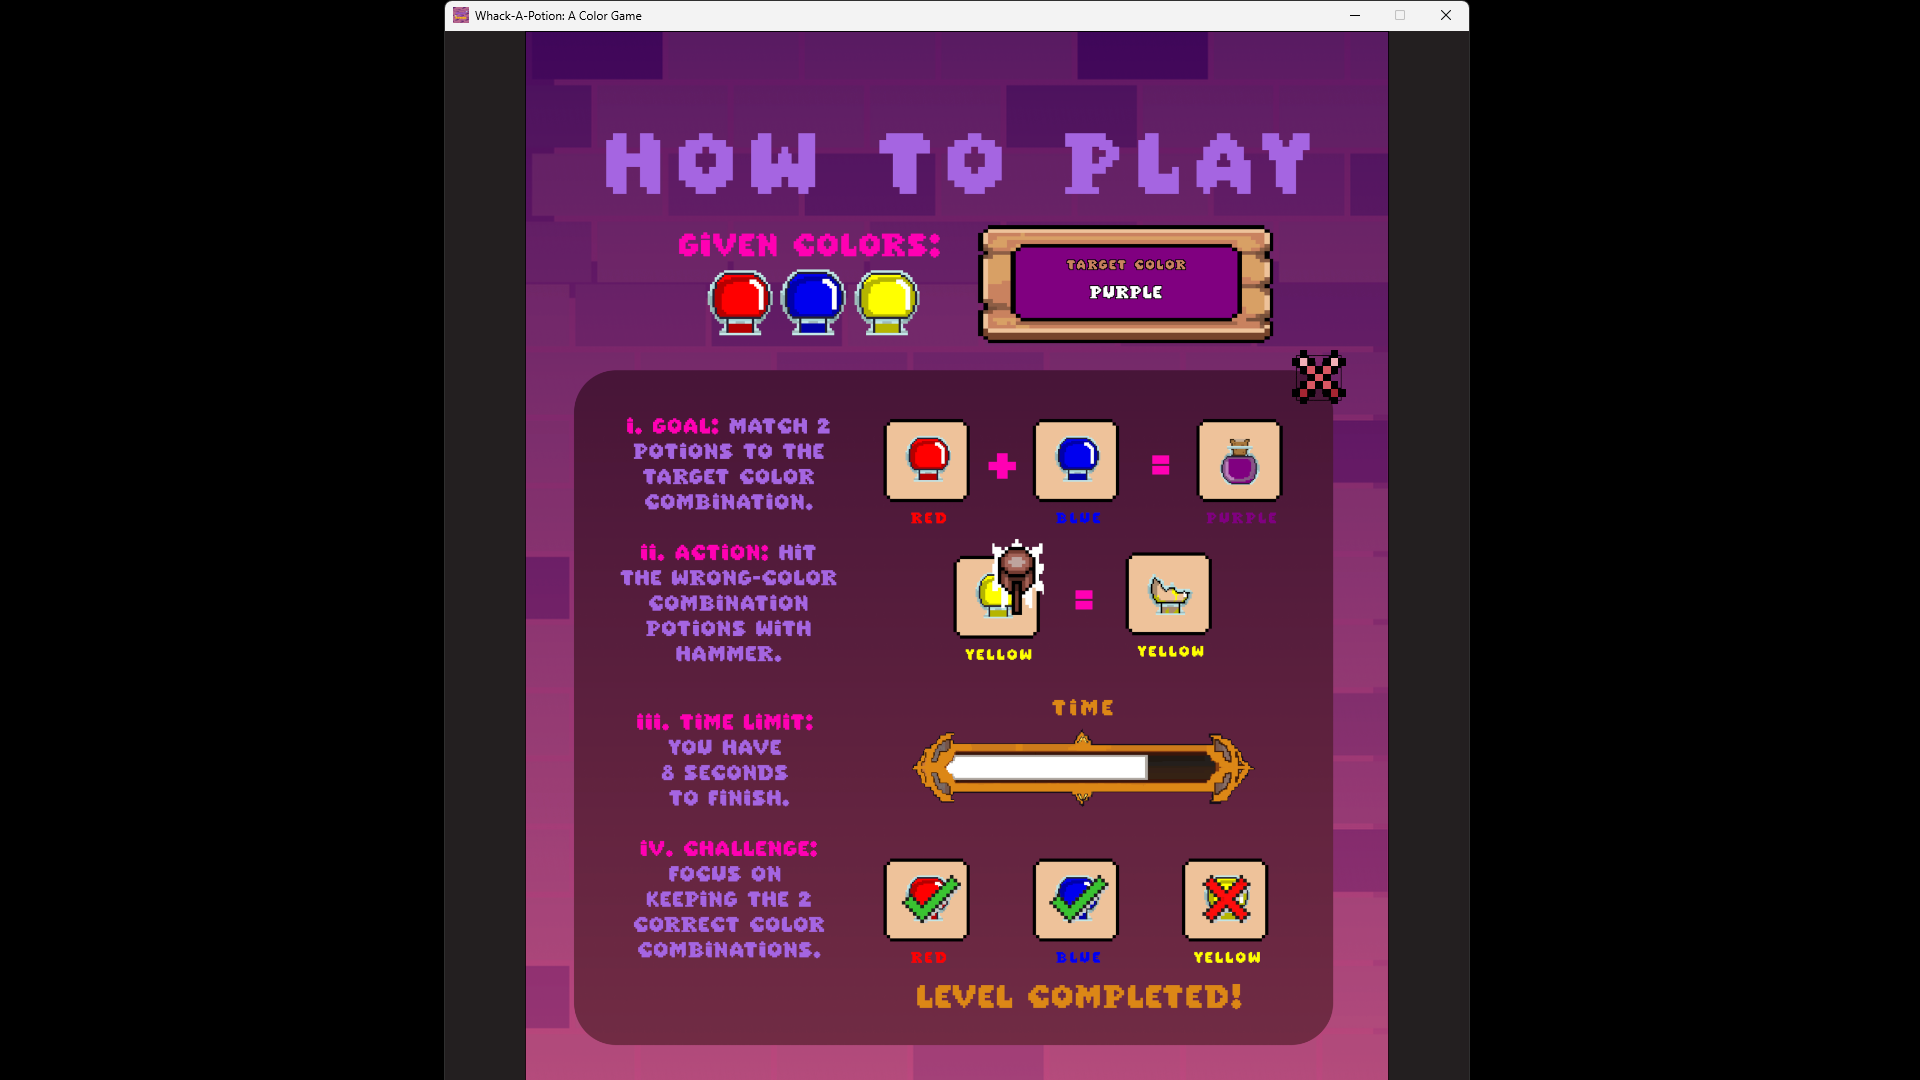 Whack-A-Potion: A Color Game
HOW TO PLAY
GiVEN COLORS:
TARGET COLOR
PURPLE
i. GOAL: MATCH 2
POTiONS TO THE
TARGET COLOR
COMBiNATiON.
RED
BLUE
PURPLE
ii. ACTiON: HiT
THE WRONG-COLOR
COMBiNATiON
POTiONS WiTH
HAMMER.
YELLOW
YELLOW
iii. TiME LiMiT:
YOU HAVE
8 SECONDS
TO FiNiSH.
TiME
iV. CHALLENGE:
FOCUS ON
KEEPiNG THE 2
CORRECT COLOR
COMBiNATiONS.
RED
BLUE
YELLOW
LEVEL COMPLETED!